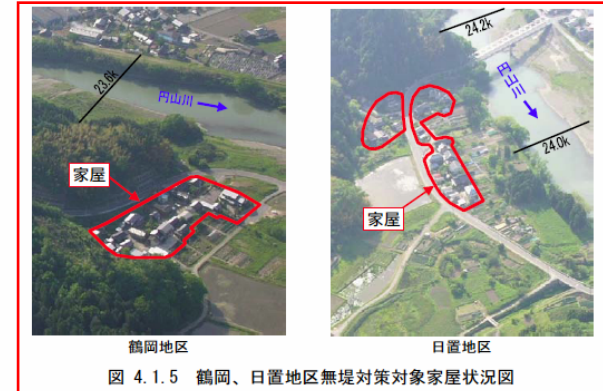 23.6k
円山川
家屋
鶴岡地区
24.2k
円山川
24.0k
家屋
日置地区
図 4.1.5 鶴岡、日置地区無堤対策対象家屋状況図